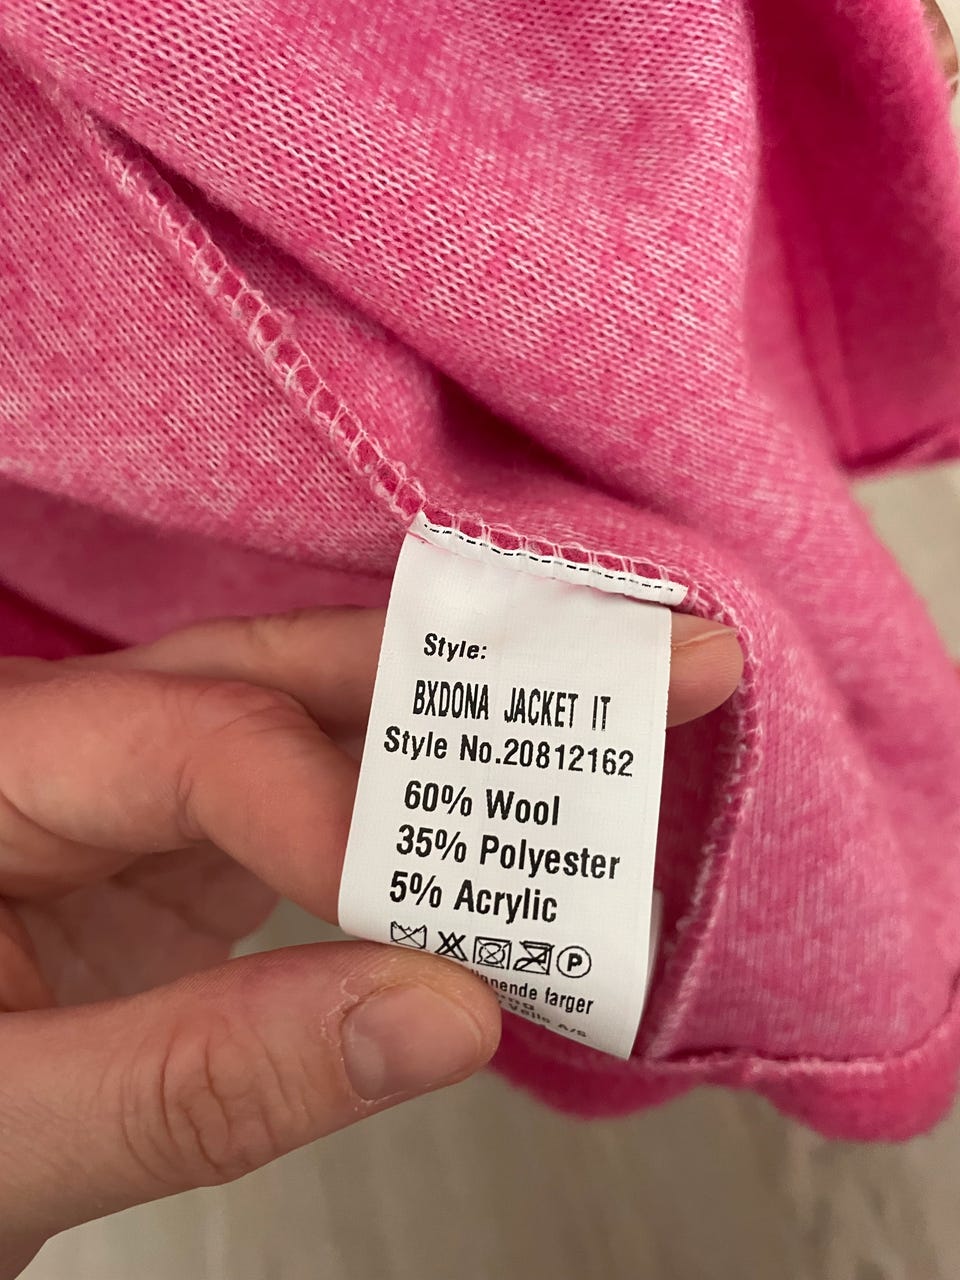 Style:
BXDONA JACKET IT
Style No.20812162
60% Wool
35% Polyester
5% Acrylic
P
farger
A/S